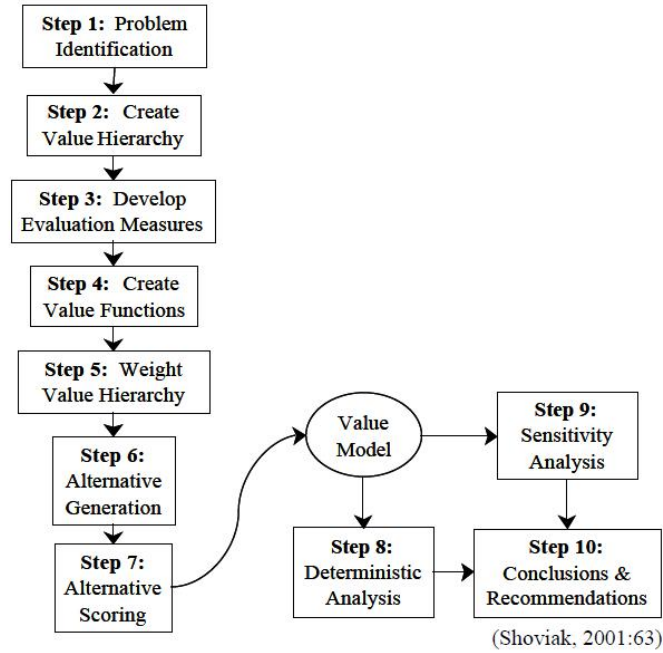 Step 1: Problem
Identification
Step 2: Create
Value Hierarchy
Step 3: Develop
Evaluation Measures
Step 4: Create
Value Functions
Step 5: Weight
Value Hierarchy
Step 6:
Alternative
Generation
Step 7:
Alternative
Scoring
Value
Model
Step 8:
Deterministic
Analysis
Step 9:
Sensitivity
Analysis
Step 10:
Conclusions &
Recommendations
(Shoviak, 2001:63)